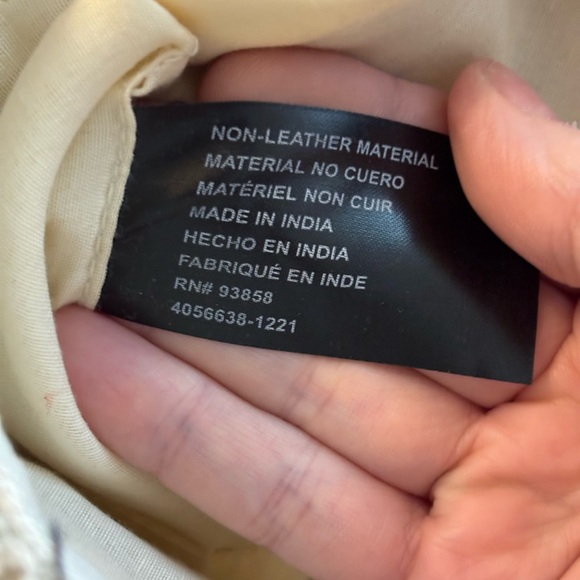 NON-LEATHER MATERIAL
MATERIAL NO CUERO
MATÉRIEL NON CUIR
MADE IN INDIA
HECHO EN INDIA
FABRIQUÉ EN INDE
RN# 93858
4056638-1221